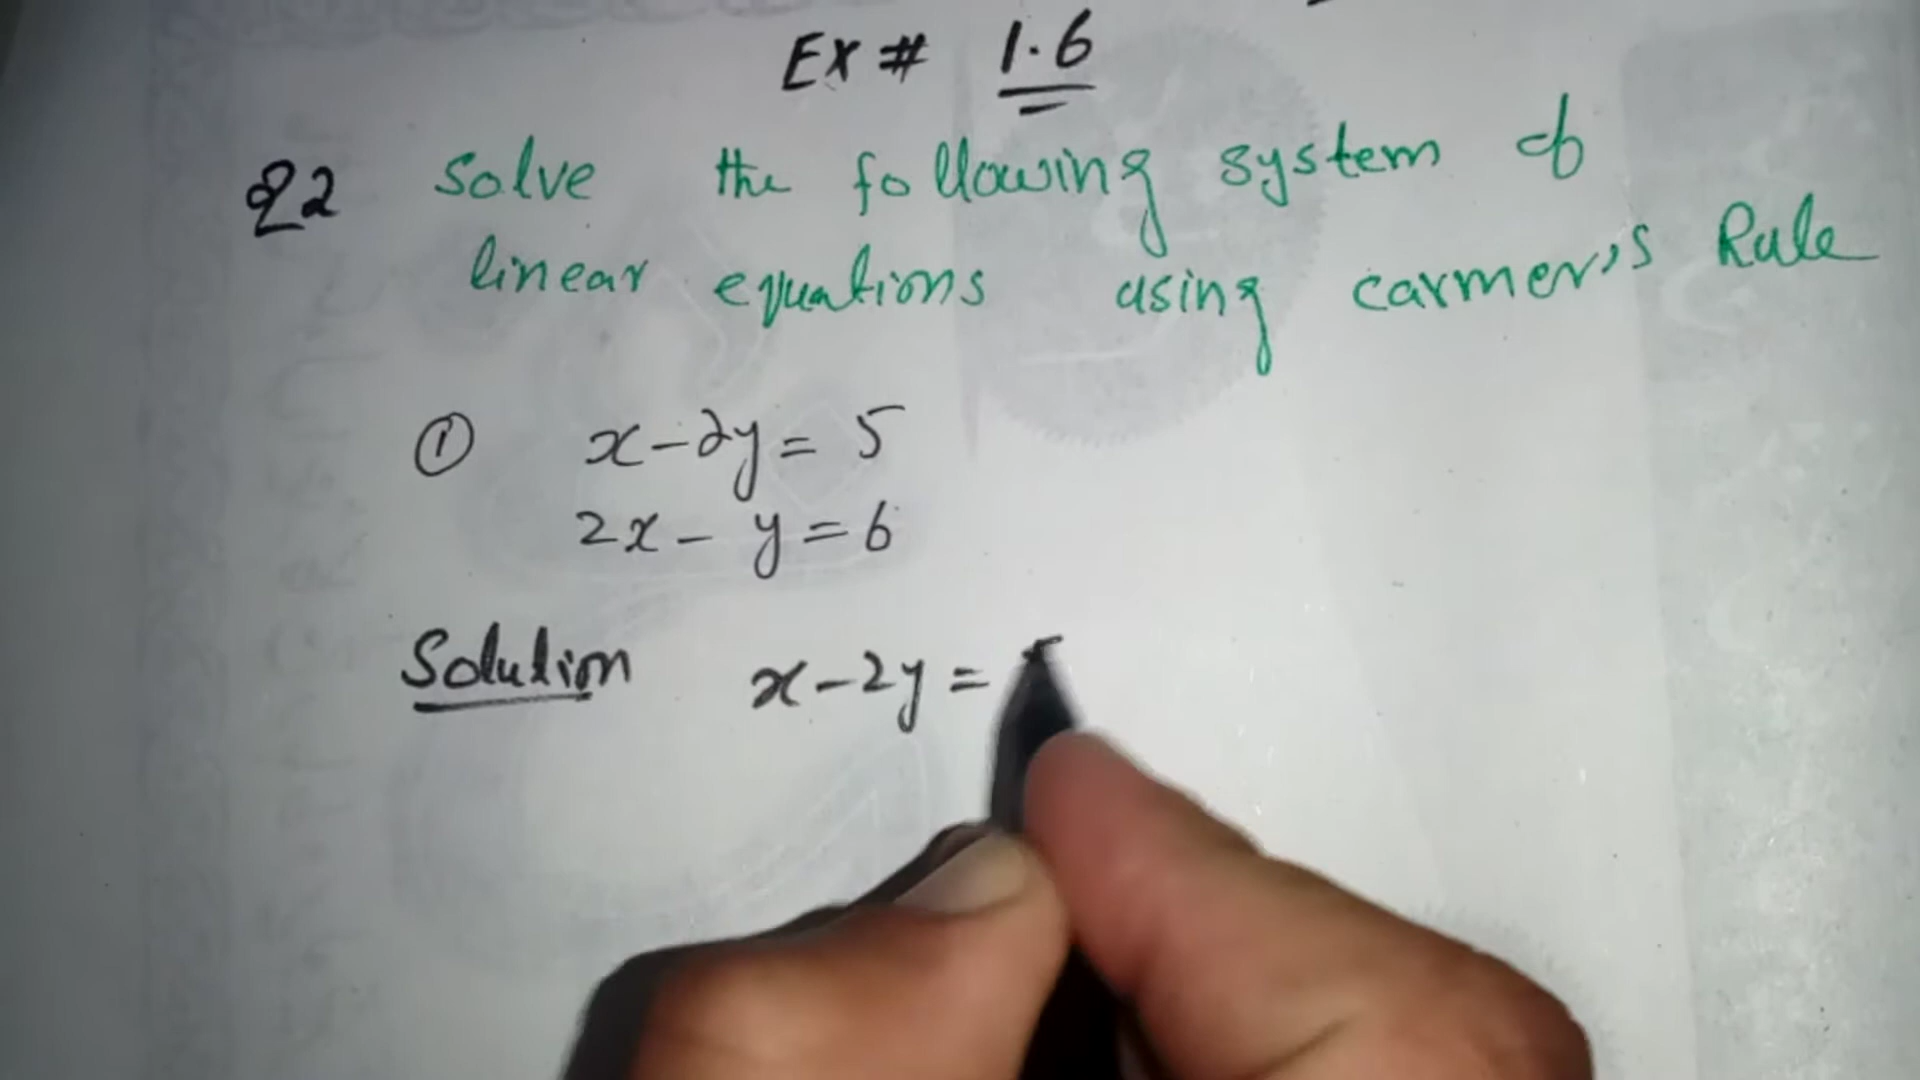 EX # 1.6
Q2 Solve the following system of
linear equations using carmer's Rule
① x-2y= 5
2x- y=6
Solution x-2y= 5